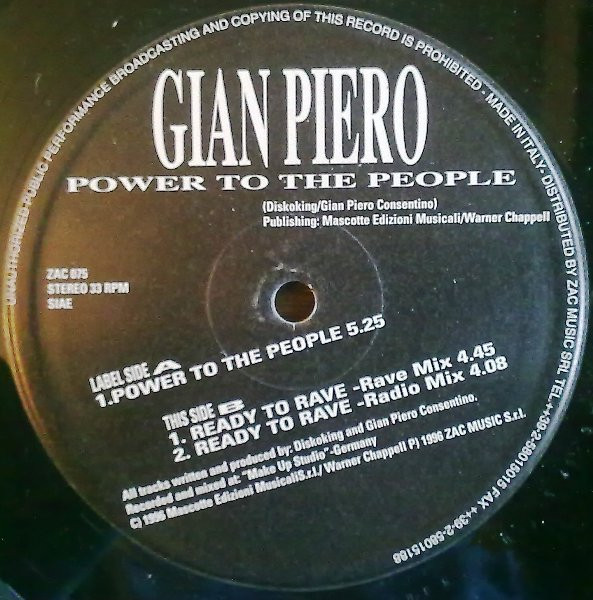 UNAUTHORIZED PUBLIC PERFORMANCE BROADCASTING AND COPYING OF THIS RECORD IS PROHIBITED - MADE IN ITALY - DISTRIBUTED BY ZAC MUSIC SRL TEL. ++39-2-58015015 FAX ++39-2-58015186
GIAN PIERO
POWER TO THE PEOPLE
(Diskoking/Gian Piero Consentino)
Publishing: Mascotte Edizioni Musicali/Warner Chappell
ZAC 075
STEREO 33 RPM
SIAE
LABEL SIDE A
1.POWER TO THE PEOPLE 5.25
THIS SIDE B
1. READY TO RAVE -Rave Mix 4.45
2. READY TO RAVE -Radio Mix 4.08
All tracks written and produced by: Diskoking and Gian Piero Consentino.
Recorded and mixed at: "Make Up Studio"-Germany
C) 1996 Mascotte Edizioni MusicaliS.r.l./ Warner Chappell P) 1996 ZAC MUSIC S.r.l.